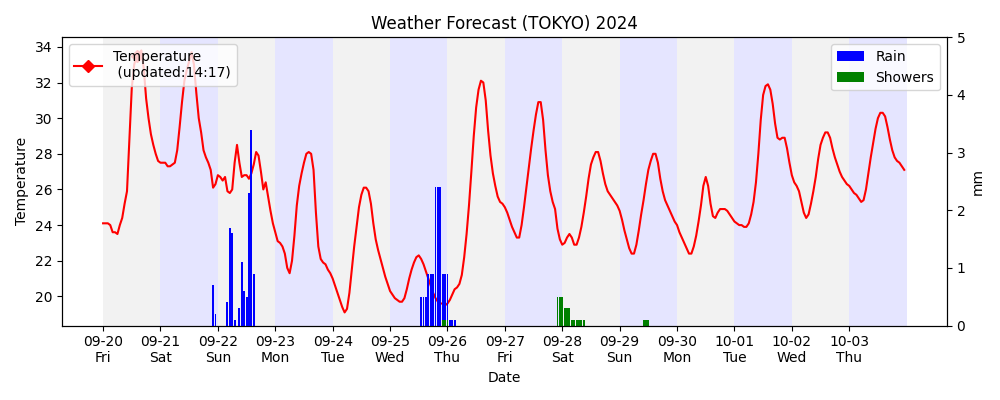 Weather Forecast (TOKYO) 2024
Temperature
(updated:14:17)
Rain
Showers
Temperature
34
32
30
28
26
24
22
20
5
4
3
2
1
0
mm
09-20 09-21 09-22 09-23 09-24 09-25 09-26 09-27 09-28 09-29 09-30 10-01 10-02 10-03
Fri Sat Sun Mon Tue Wed Thu Fri Sat Sun Mon Tue Wed Thu
Date